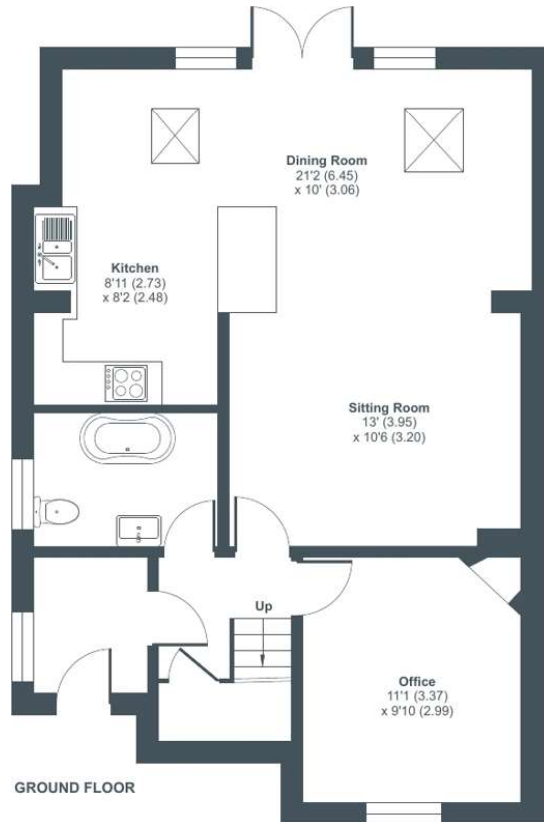 Dining Room
21'2 (6.45)
x 10' (3.06)
Kitchen
8'11 (2.73)
x 8'2 (2.48)
Sitting Room
13' (3.95)
x 10'6 (3.20)
Up
Office
11'1 (3.37)
x 9'10 (2.99)
GROUND FLOOR